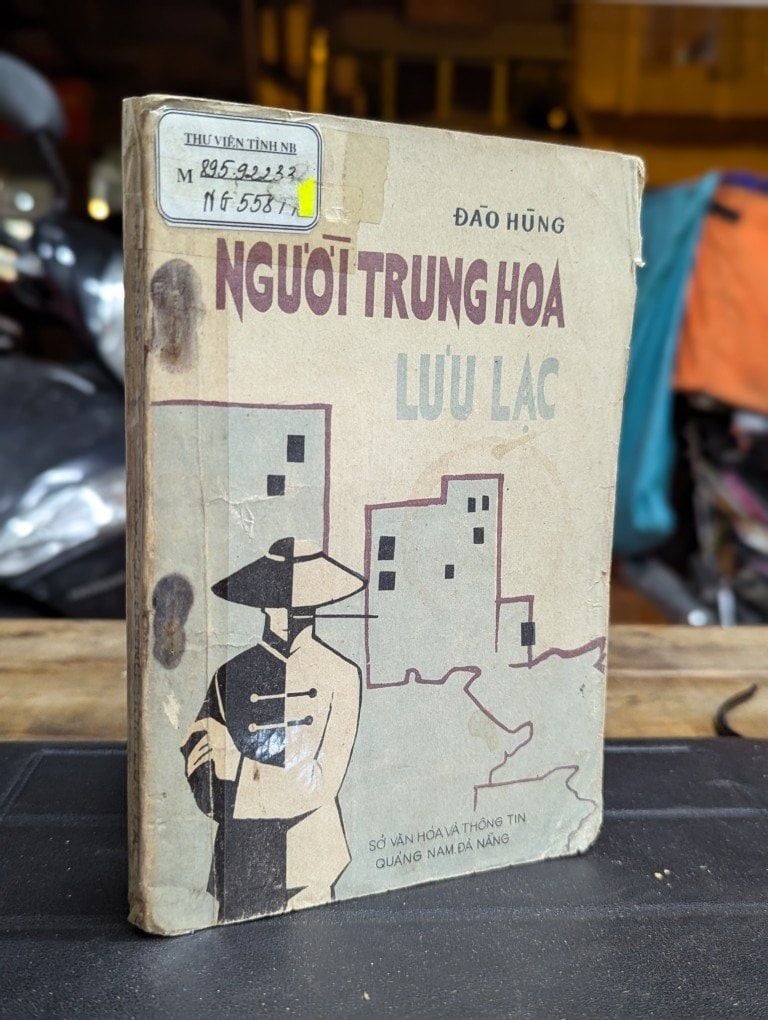 THƯ VIỆN TỈNH NB
M 895.92233
NG 558
ĐÀO HÙNG
NGƯỜI TRUNG HOA
LƯU LẠC
SỞ VĂN HÓA VÀ THÔNG TIN
QUẢNG NAM.ĐÀ NẴNG